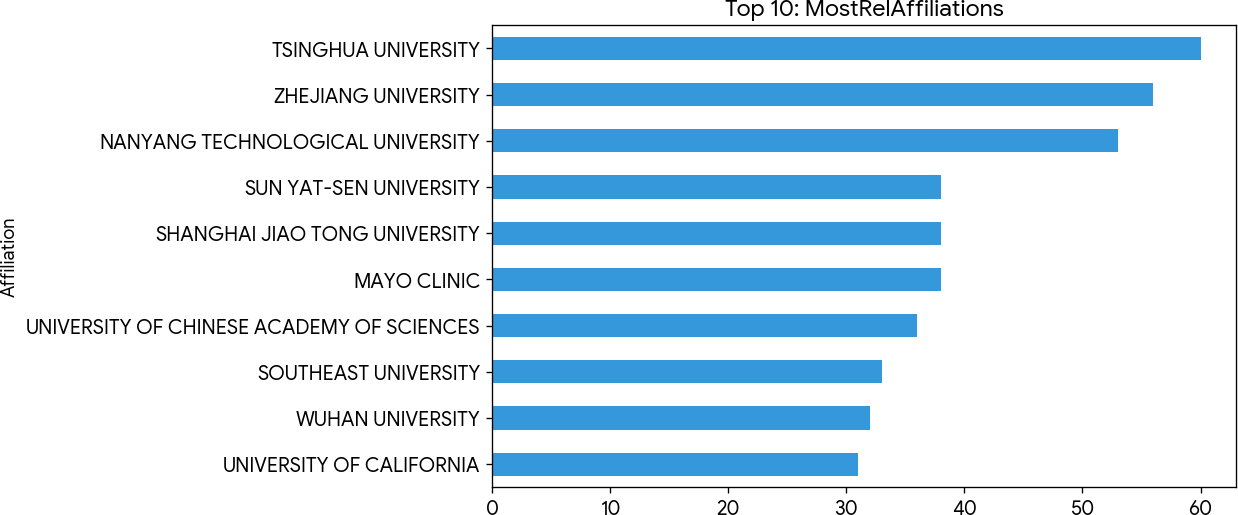 Top 10: MostRelAffiliations
Affiliation
TSINGHUA UNIVERSITY
ZHEJIANG UNIVERSITY
NANYANG TECHNOLOGICAL UNIVERSITY
SUN YAT-SEN UNIVERSITY
SHANGHAI JIAO TONG UNIVERSITY
MAYO CLINIC
UNIVERSITY OF CHINESE ACADEMY OF SCIENCES
SOUTHEAST UNIVERSITY
WUHAN UNIVERSITY
UNIVERSITY OF CALIFORNIA
0 10 20 30 40 50 60